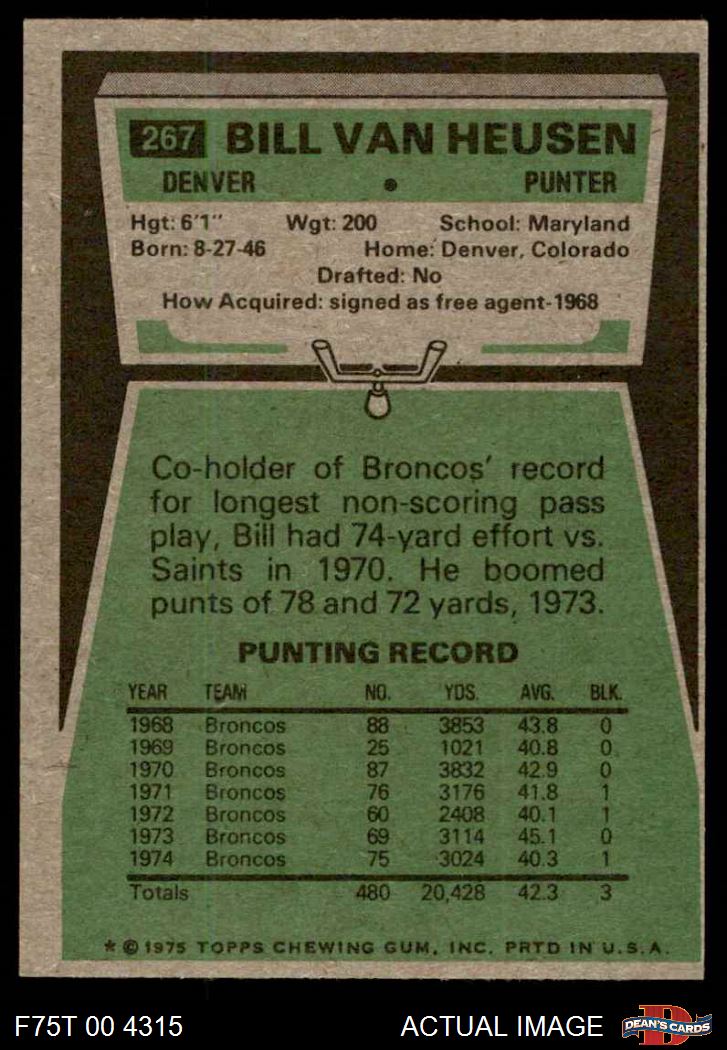 267 BILL VAN HEUSEN
DENVER • PUNTER
Hgt: 6'1" Wgt: 200 School: Maryland
Born: 8-27-46 Home: Denver, Colorado
Drafted: No
How Acquired: signed as free agent-1968
Co-holder of Broncos' record
for longest non-scoring pass
play, Bill had 74-yard effort vs.
Saints in 1970. He boomed
punts of 78 and 72 yards, 1973.
PUNTING RECORD
YEAR TEAM NO. YDS. AVG. BLK.
1968 Broncos 88 3853 43.8 0
1969 Broncos 25 1021 40.8 0
1970 Broncos 87 3832 42.9 0
1971 Broncos 76 3176 41.8 1
1972 Broncos 60 2408 40.1 1
1973 Broncos 69 3114 45.1 0
1974 Broncos 75 3024 40.3 1
Totals 480 20,428 42.3 3
* © 1975 TOPPS CHEWING GUM, INC. PRTD IN U.S.A.
F75T 00 4315 ACTUAL IMAGE D DEAN'S CARDS